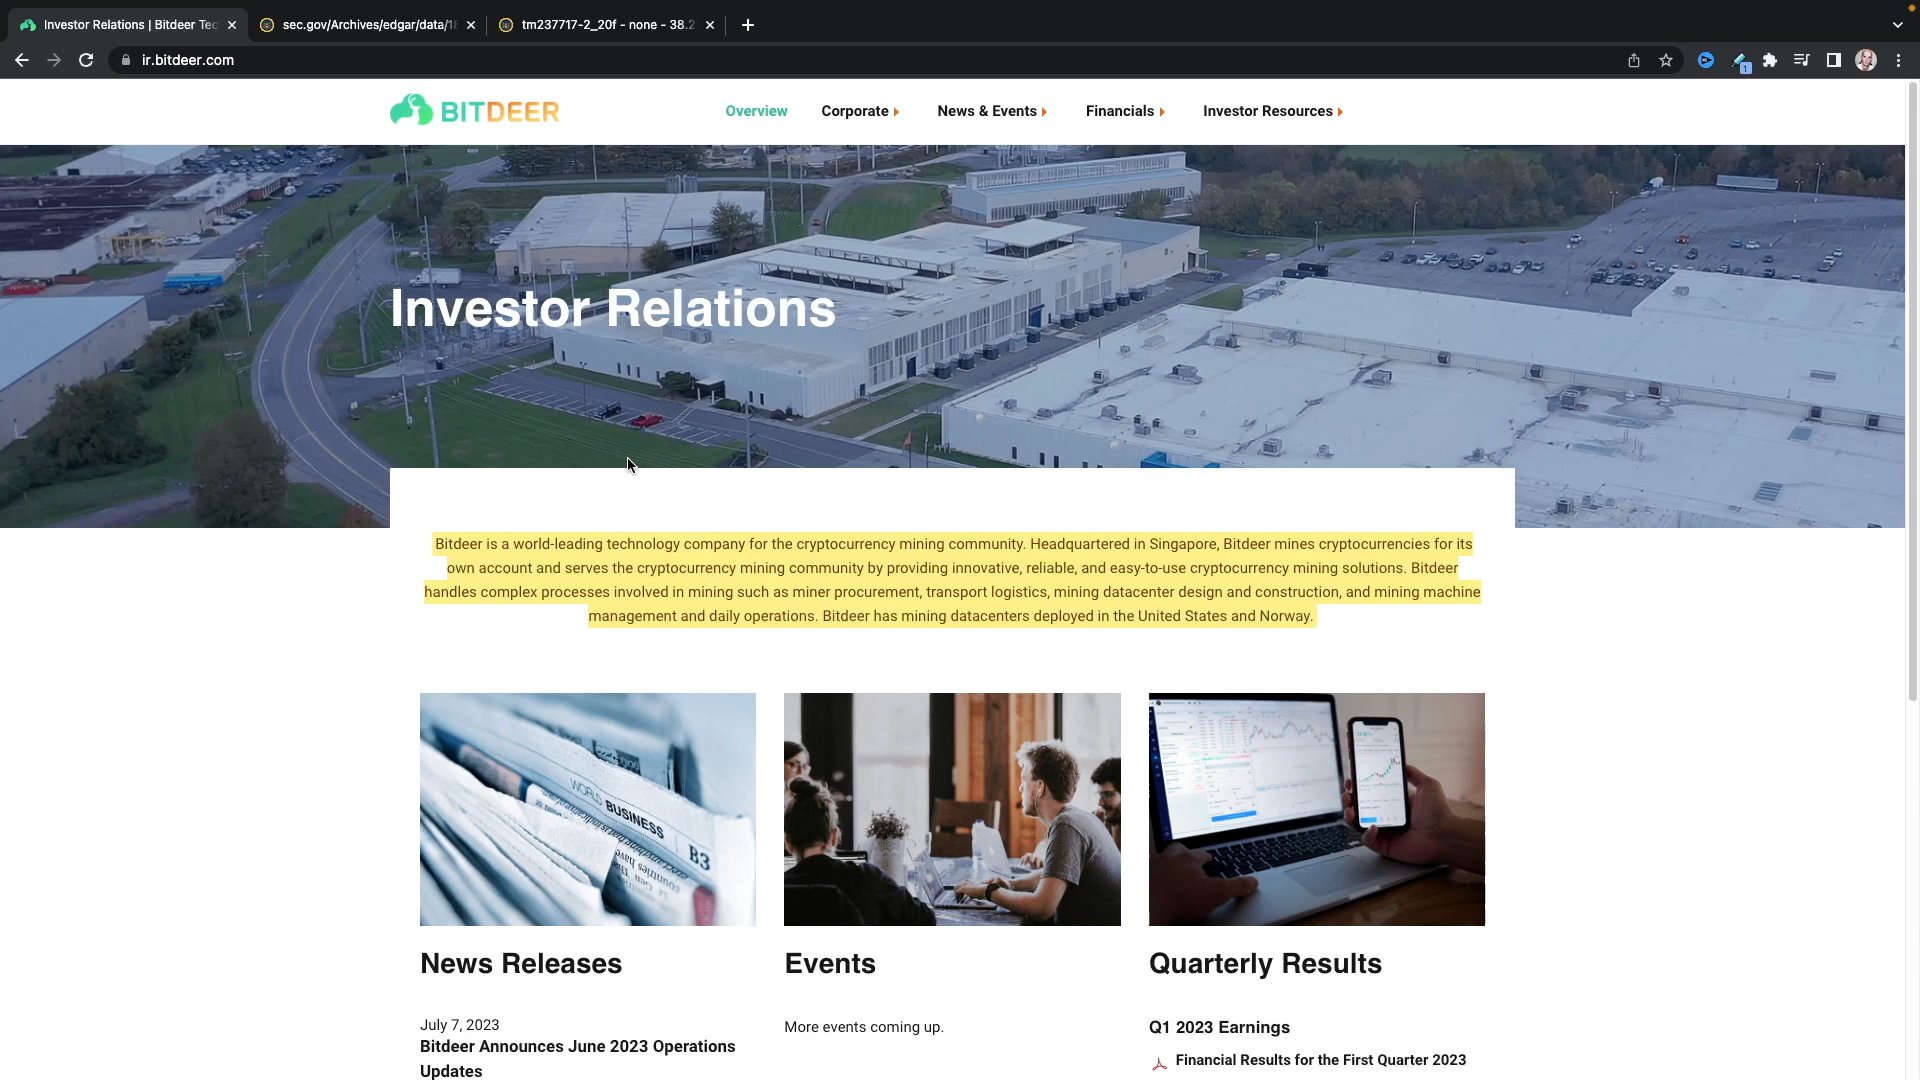 Investor Relations | Bitdeer Tec
sec.gov/Archives/edgar/data/18
tm237717-2_20f - none - 38.2
ir.bitdeer.com
1
BITDEER
Overview
Corporate
News & Events
Financials
Investor Resources
Investor Relations
Bitdeer is a world-leading technology company for the cryptocurrency mining community. Headquartered in Singapore, Bitdeer mines cryptocurrencies for its
own account and serves the cryptocurrency mining community by providing innovative, reliable, and easy-to-use cryptocurrency mining solutions. Bitdeer
handles complex processes involved in mining such as miner procurement, transport logistics, mining datacenter design and construction, and mining machine
management and daily operations. Bitdeer has mining datacenters deployed in the United States and Norway.
WORLD BUSINESS
B3
countries have
News Releases
July 7, 2023
Bitdeer Announces June 2023 Operations
Updates
Events
More events coming up.
Quarterly Results
Q1 2023 Earnings
Financial Results for the First Quarter 2023